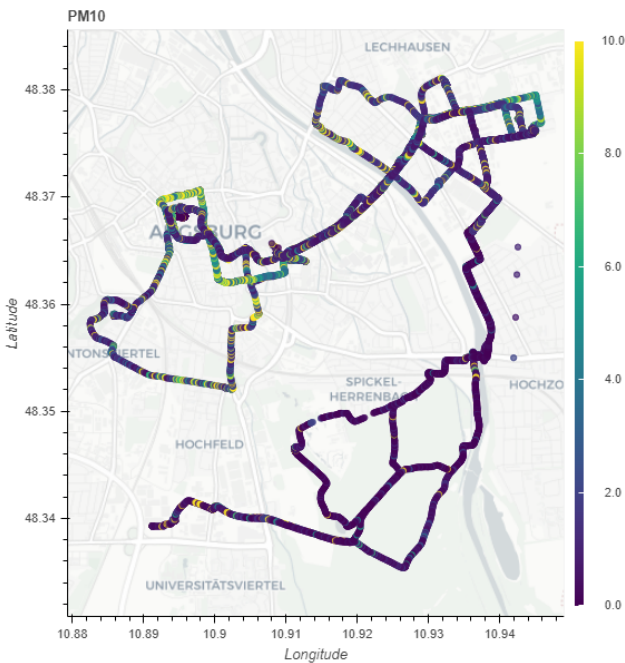 PM10
LECHHAUSEN
AUGSBURG
NTONSVIERTEL
SPICKEL-
HERRENBAC
HOCHZO
HOCHFELD
UNIVERSITÄTSVIERTEL
48.38
48.37
48.36
48.35
48.34
Latitude
10.88
10.89
10.9
10.91
10.92
10.93
10.94
Longitude
10.0
8.0
6.0
4.0
2.0
0.0